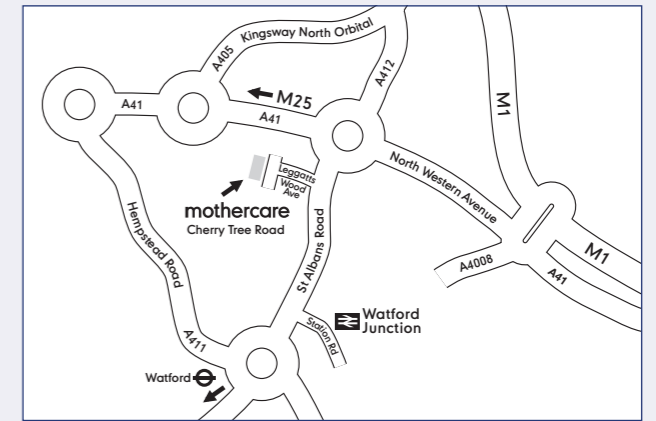 Kingsway North Orbital
A405
A412
M25
A41
A41
M1
North Western Avenue
Leggatts
Wood
Ave
mothercare
Cherry Tree Road
Hempstead Road
St Albans Road
M1
A4008
A41
Station Rd
Watford
Junction
A411
Watford